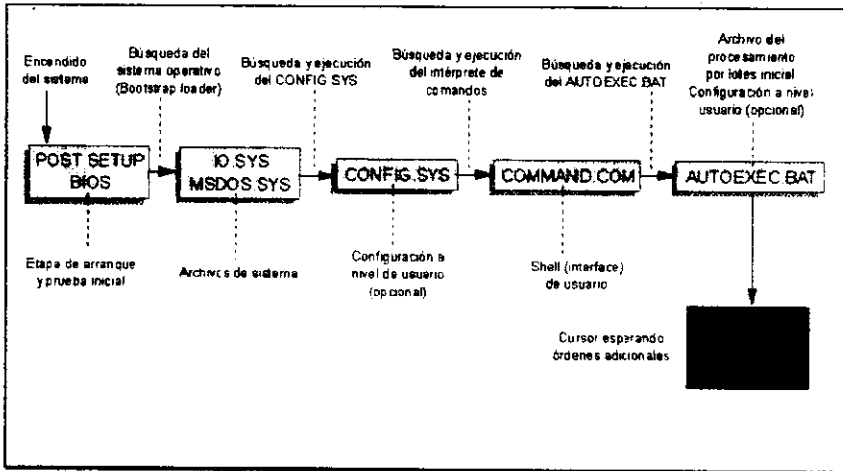 Encendido
del sistema
Búsqueda del
sistema operativo
(Bootstrap loader)
Búsqueda y ejecución
del CONFIG.SYS
Búsqueda y ejecución
del intérprete de
comandos
Búsqueda y ejecución
del AUTOEXEC.BAT
Archivo del
procesamiento
por lotes inicial
Configuración a nivel
usuario (opcional)
POST SETUP
BIOS
IO.SYS
MSDOS.SYS
CONFIG.SYS
COMMAND.COM
AUTOEXEC.BAT
Etapa de arranque
y prueba inicial
Archivos de sistema
Configuración a
nivel de usuario
(opcional)
Shell (interface)
de usuario
Cursor esperando
órdenes adicionales